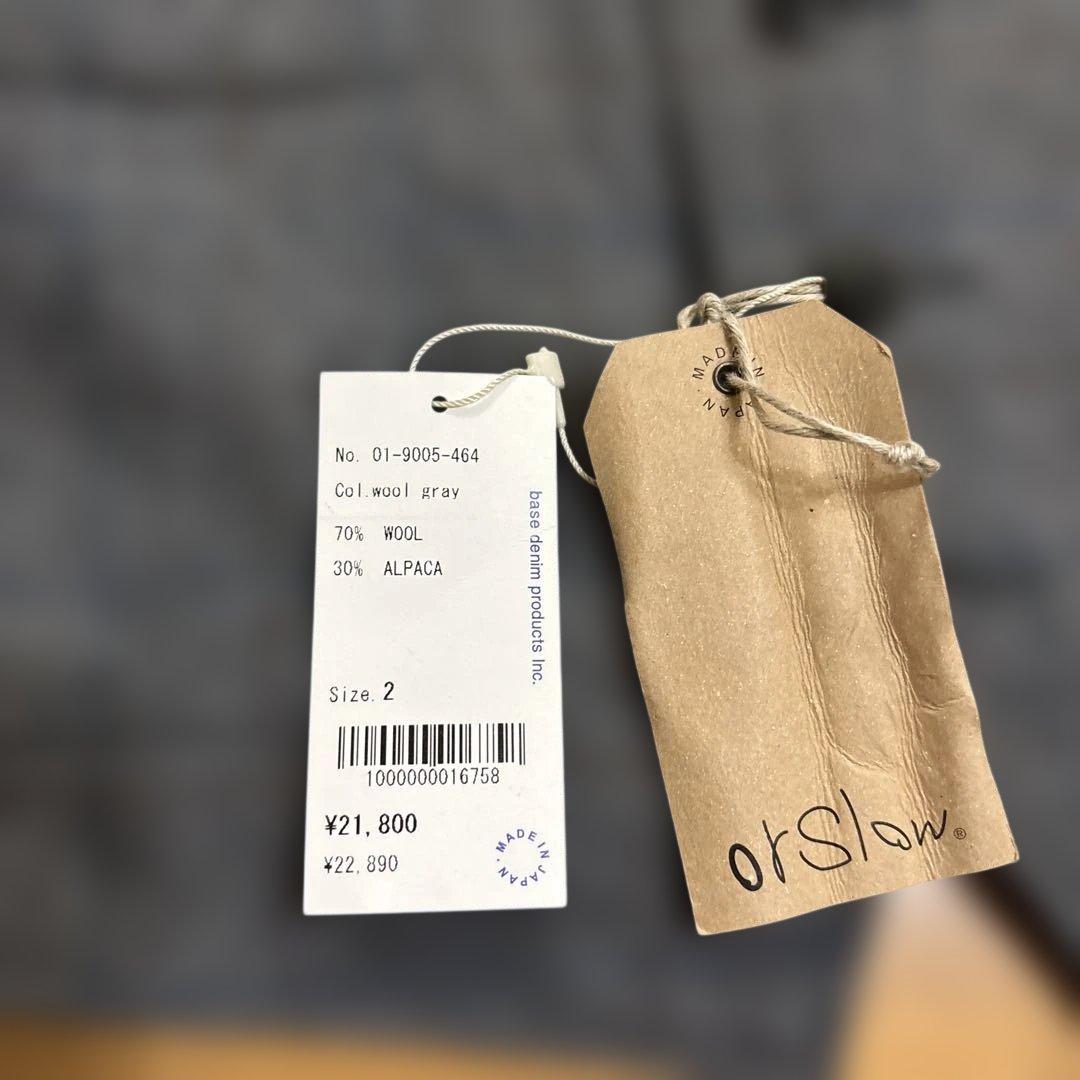 No. 01-9005-464
Col.wool gray
70% WOOL
30% ALPACA
base denim products Inc.
Size. 2
1000000016758
¥21,800
¥22,890
MADE IN JAPAN.
MADE IN JAPAN.
orSlow®